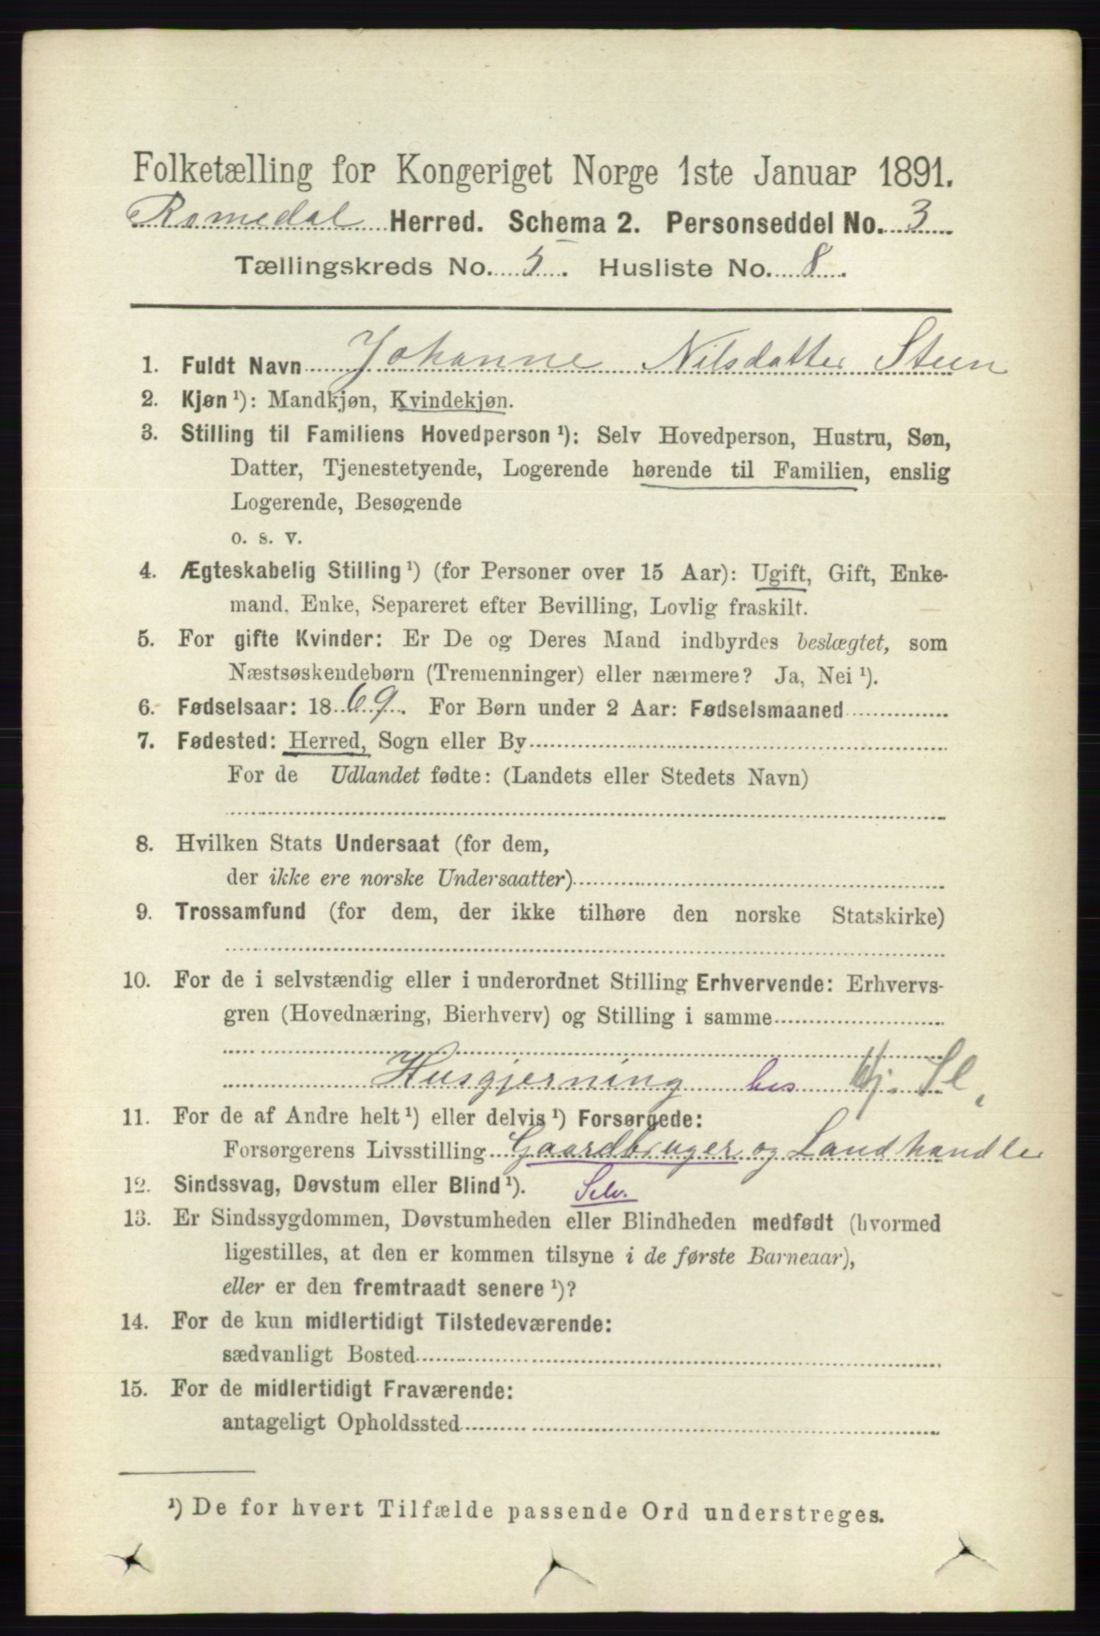 Folketælling for Kongeriget Norge 1ste Januar 1891.
Romedal Herred. Schema 2. Personseddel No. 3
Tællingskreds No. 5. Husliste No. 8.
1. Fuldt Navn Johanne Nilsdatter Steen
2. Kjøn ¹): Mandkjøn, Kvindekjøn.
3. Stilling til Familiens Hovedperson ¹): Selv Hovedperson, Hustru, Søn,
Datter, Tjenestetyende, Logerende hørende til Familien, enslig
Logerende, Besøgende
o. s. v.
4. Ægteskabelig Stilling ¹) (for Personer over 15 Aar): Ugift, Gift, Enke-
mand, Enke, Separeret efter Bevilling, Lovlig fraskilt.
5. For gifte Kvinder: Er De og Deres Mand indbyrdes beslægtet, som
Næstsøskendebørn (Tremenninger) eller nærmere? Ja, Nei ¹).
6. Fødselsaar: 1869. For Børn under 2 Aar: Fødselsmaaned
7. Fødested: Herred, Sogn eller By
For de Udlandet fødte: (Landets eller Stedets Navn)
8. Hvilken Stats Undersaat (for dem,
der ikke ere norske Undersaatter)
9. Trossamfund (for dem, der ikke tilhøre den norske Statskirke)
10. For de i selvstændig eller i underordnet Stilling Erhvervende: Erhvervs-
gren (Hovednæring, Bierhverv) og Stilling i samme
Husgjerning hos
11. For de af Andre helt ¹) eller delvis ¹) Forsørgede:
Forsørgerens Livsstilling Gaardbruger og Landhandler
12. Sindssvag, Døvstum eller Blind ¹). Selv.
13. Er Sindssygdommen, Døvstumheden eller Blindheden medfødt (hvormed
ligestilles, at den er kommen tilsyne i de første Barneaar),
eller er den fremtraadt senere ¹)?
14. For de kun midlertidigt Tilstedeværende:
sædvanligt Bosted
15. For de midlertidigt Fraværende:
antageligt Opholdssted
¹) De for hvert Tilfælde passende Ord understreges.